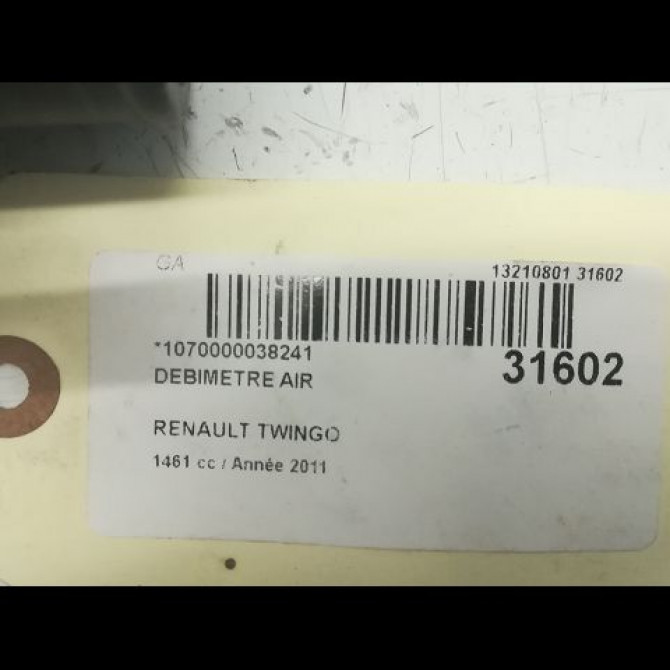 GA
13210801 31602
*1070000038241
31602
DEBIMETRE AIR
RENAULT TWINGO
1461 cc / Année 2011